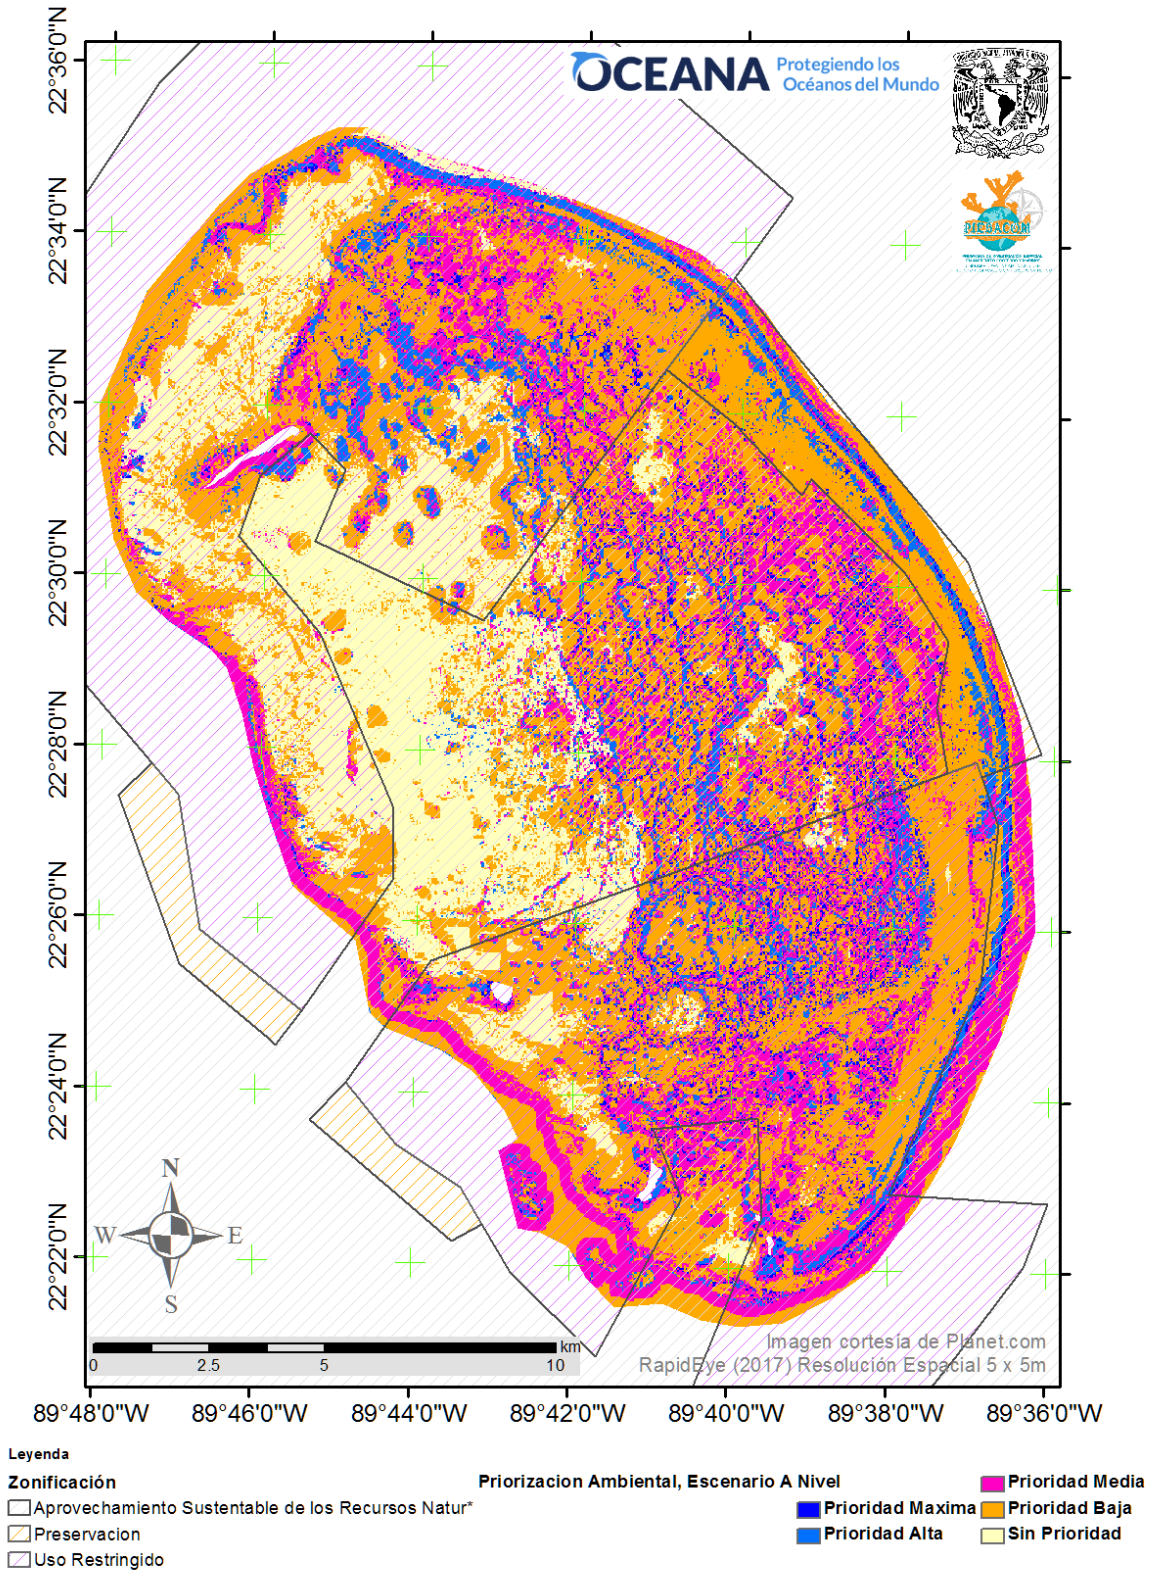 OCEANA
Protegiendo los
Océanos del Mundo
22°36'0"N
22°34'0"N
22°32'0"N
22°30'0"N
22°28'0"N
22°26'0"N
22°24'0"N
22°22'0"N
N
W
E
S
km
0
2.5
5
10
Imagen cortesía de Planet.com
RapidEye (2017) Resolución Espacial 5 x 5m
89°48'0"W
89°46'0"W
89°44'0"W
89°42'0"W
89°40'0"W
89°38'0"W
89°36'0"W
Leyenda
Zonificación
Aprovechamiento Sustentable de los Recursos Natur*
Preservacion
Uso Restringido
Priorizacion Ambiental, Escenario A Nivel
Prioridad Maxima
Prioridad Alta
Prioridad Media
Prioridad Baja
Sin Prioridad